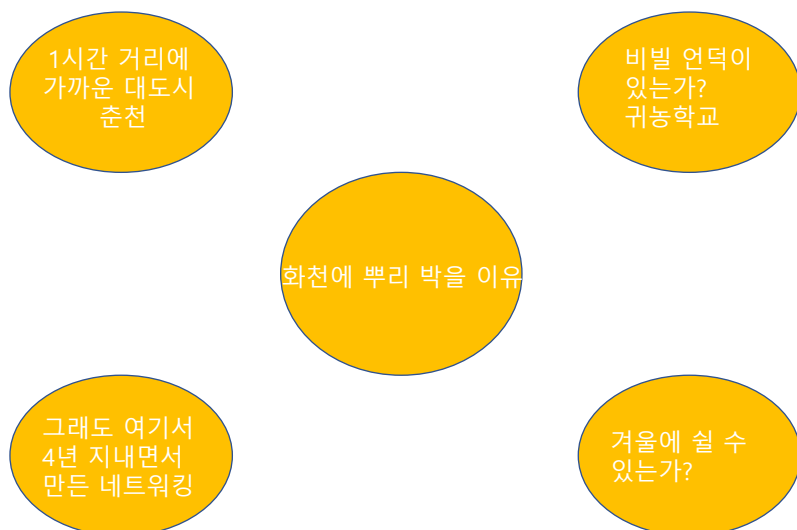 1시간 거리에
가까운 대도시
춘천
비빌 언덕이
있는가?
귀농학교
화천에 뿌리 박을 이유
그래도 여기서
4년 지내면서
만든 네트워킹
겨울에 쉴 수
있는가?